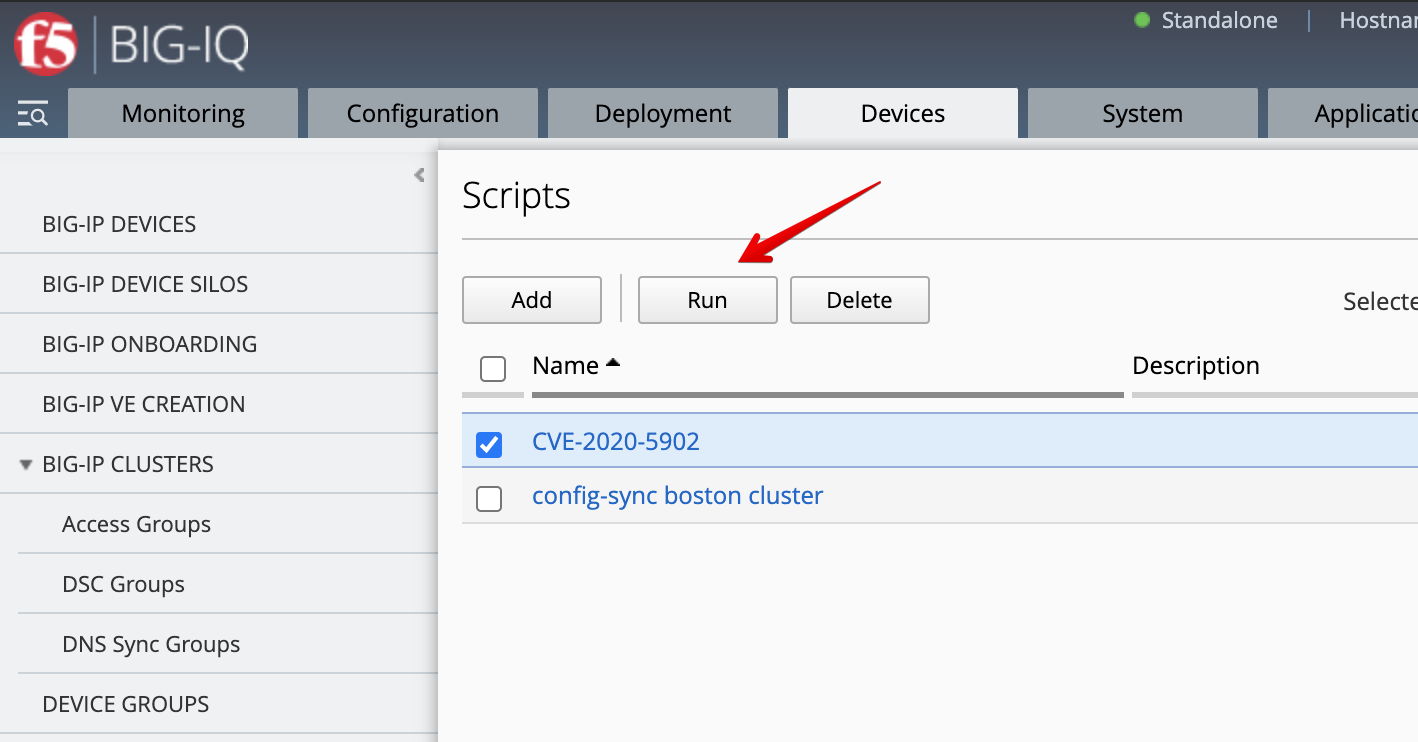 f5 BIG-IQ
Standalone | Hostnar
Monitoring Configuration Deployment Devices System Applicatio
Scripts
BIG-IP DEVICES
BIG-IP DEVICE SILOS
BIG-IP ONBOARDING
BIG-IP VE CREATION
BIG-IP CLUSTERS
Access Groups
DSC Groups
DNS Sync Groups
DEVICE GROUPS
Add Run Delete Selecte
Name Description
CVE-2020-5902
config-sync boston cluster